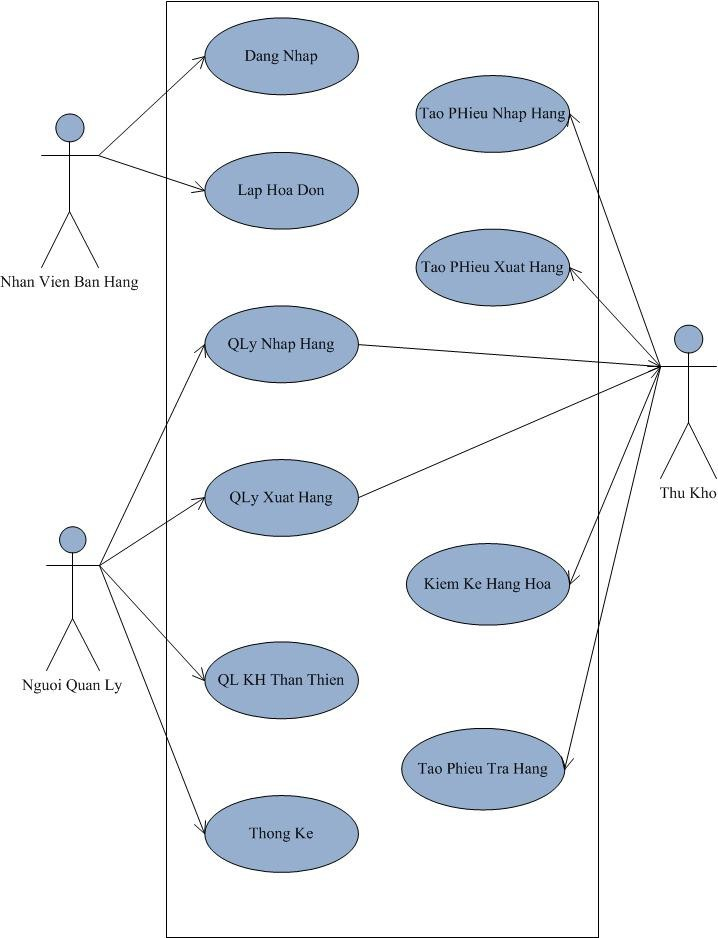 Dang Nhap
Tao PHieu Nhap Hang
Lap Hoa Don
Tao PHieu Xuat Hang
Nhan Vien Ban Hang
QLy Nhap Hang
QLy Xuat Hang
Thu Kho
Kiem Ke Hang Hoa
QL KH Than Thien
Nguoi Quan Ly
Tao Phieu Tra Hang
Thong Ke